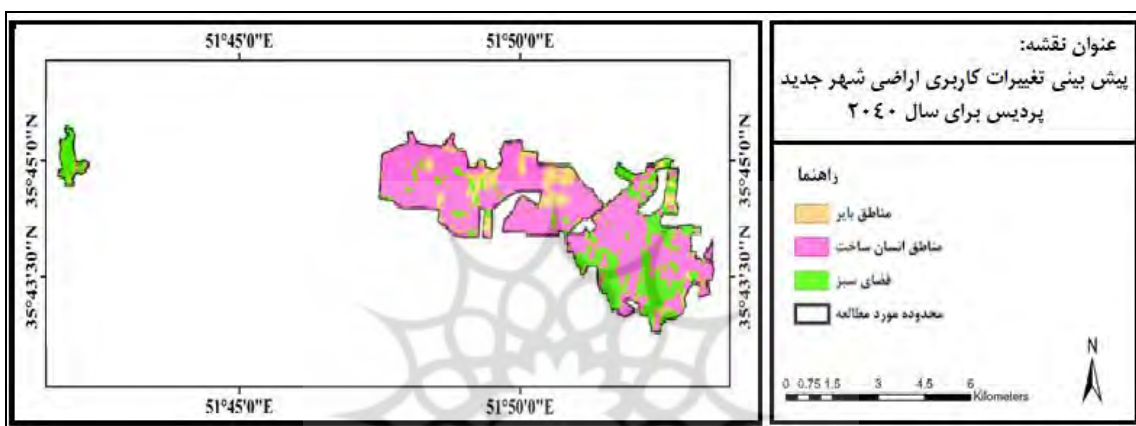 51°45'0"E
51°50'0"E
35°45'0"N
35°43'30"N
35°45'0"N
35°43'30"N
51°45'0"E
51°50'0"E
عنوان نقشه:
پیش بینی تغییرات کاربری اراضی شهر جدید
پردیس برای سال ۲۰۴۰
راهنما
مناطق بایر
مناطق انسان ساخت
فضای سبز
محدوده مورد مطالعه
N
0 0.75 1.5 3 4.5 6
Kilometers